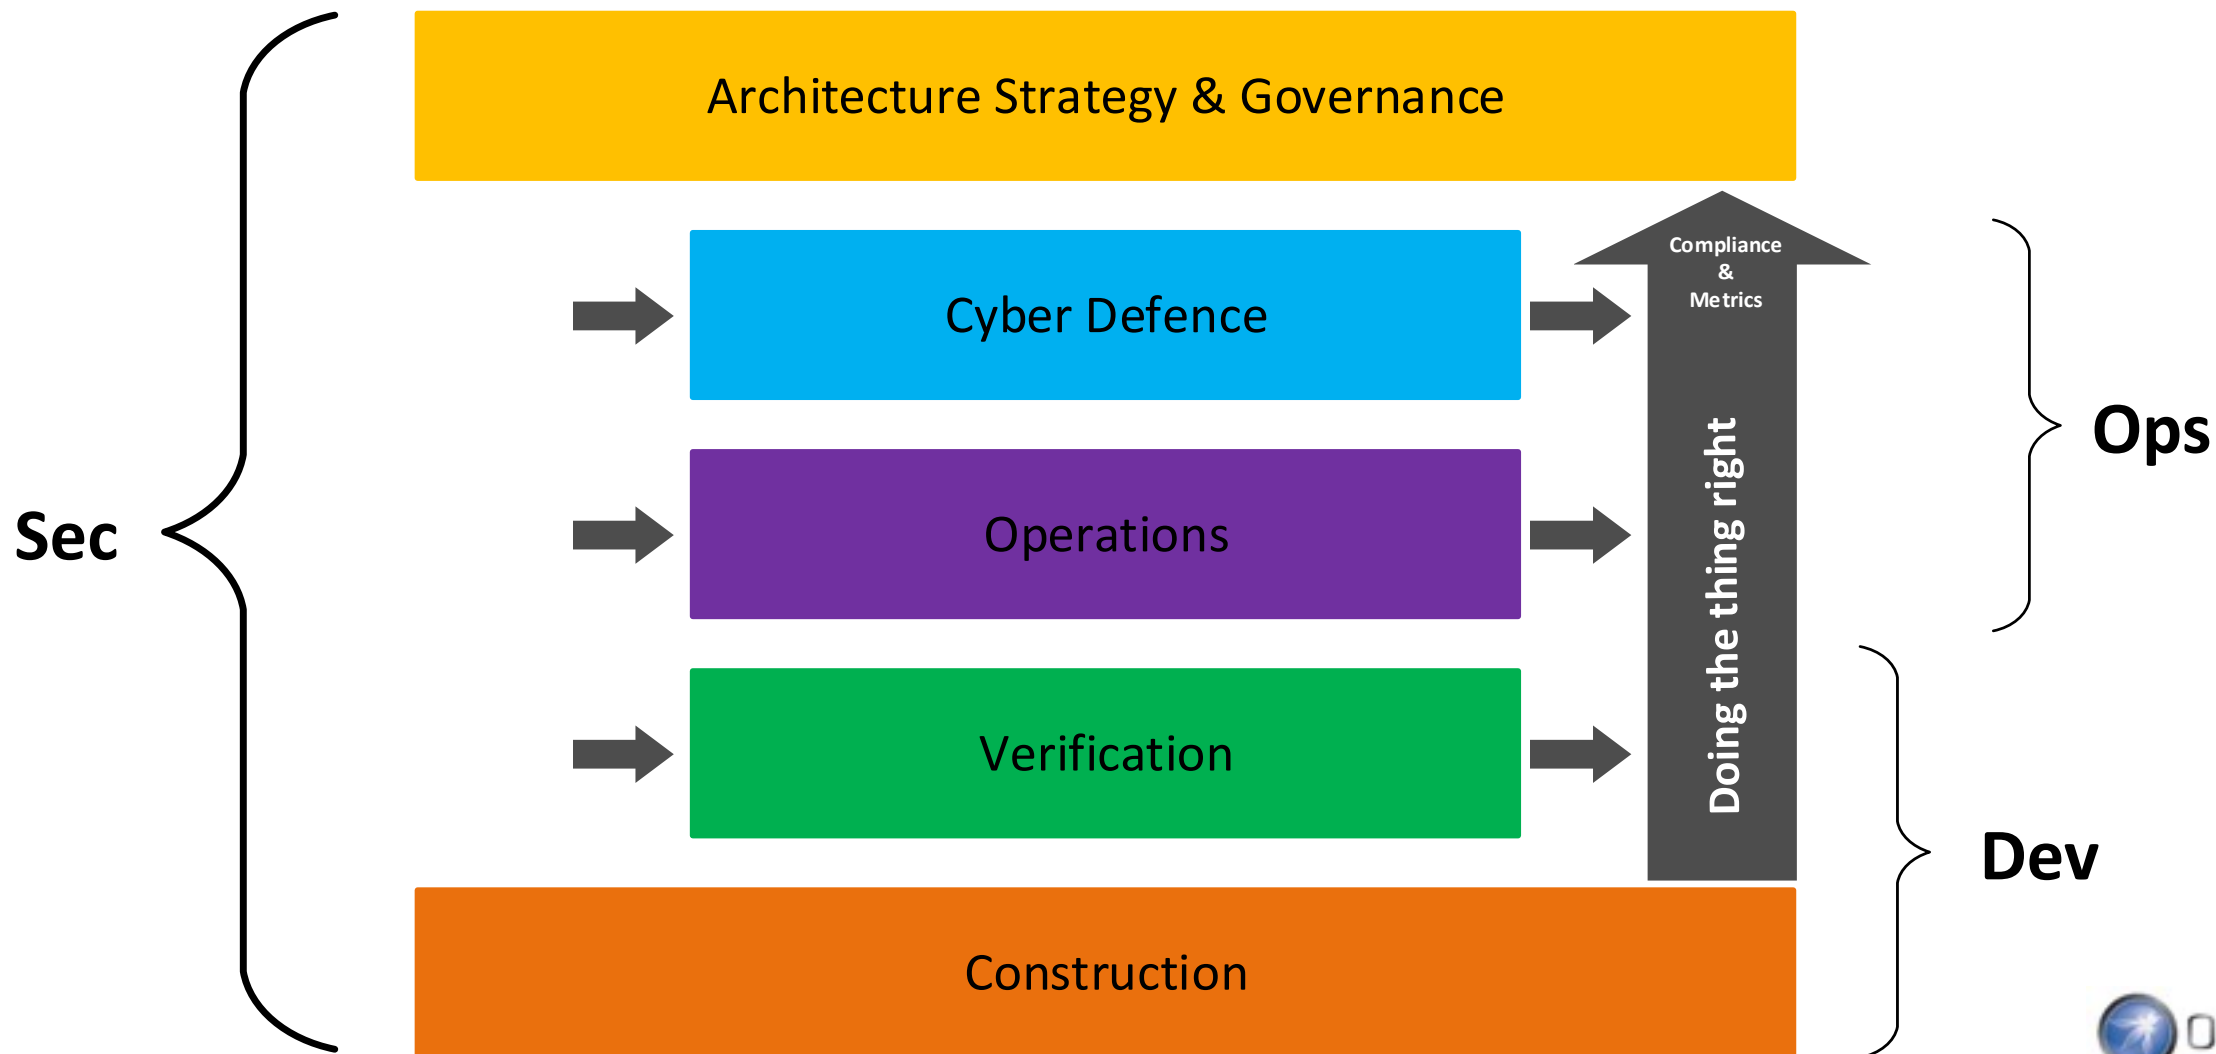 Architecture Strategy & Governance
Compliance
&
Metrics
Cyber Defence
Ops
Doing the thing right
Sec
Operations
Verification
Dev
Construction